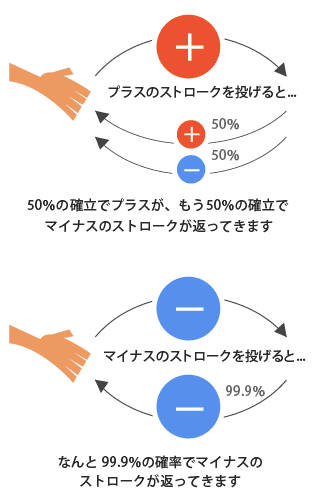 プラスのストロークを投げると...
50%
50%
50%の確立でプラスが、もう50%の確立で
マイナスのストロークが返ってきます
マイナスのストロークを投げると...
99.9%
なんと 99.9%の確率でマイナスの
ストロークが返ってきます